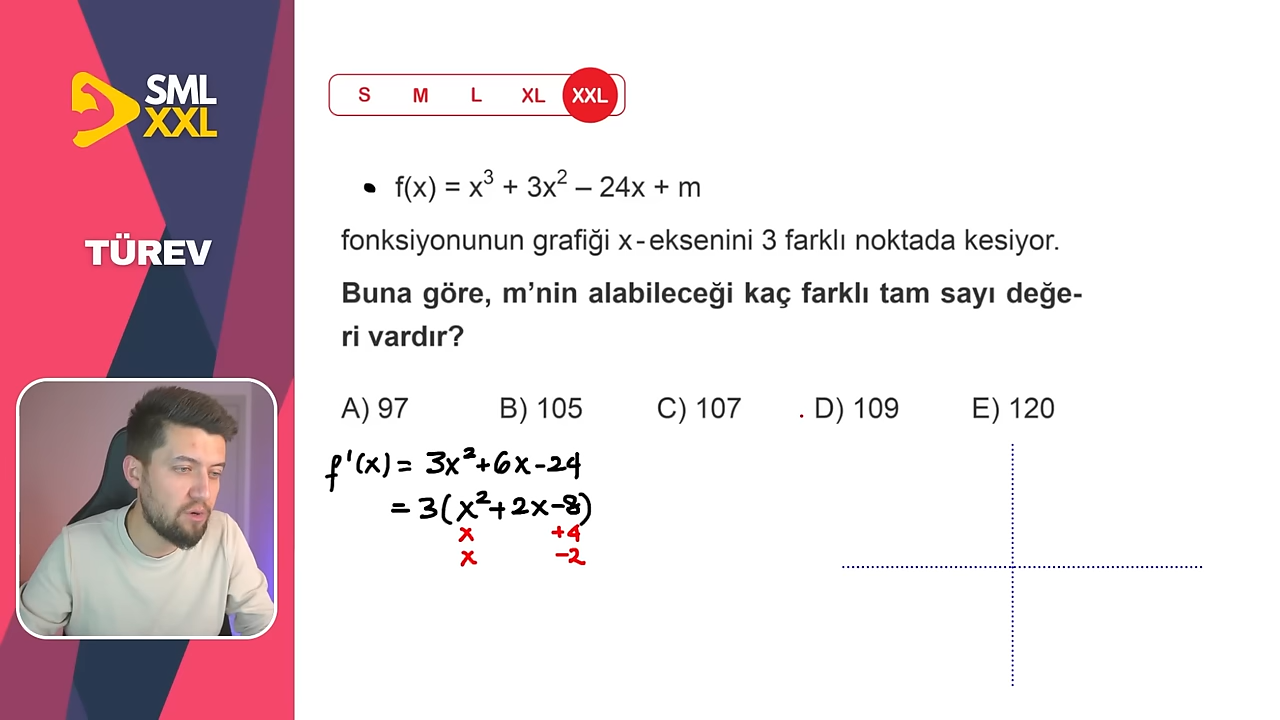 SML
XXL
TÜREV
S M L XL XXL
• f(x) = x³ + 3x² – 24x + m
fonksiyonunun grafiği x-eksenini 3 farklı noktada kesiyor.
Buna göre, m’nin alabileceği kaç farklı tam sayı değe-
ri vardır?
A) 97 B) 105 C) 107 D) 109 E) 120
f'(x) = 3x²+6x-24
= 3(x²+2x-8)
x +4
x -2